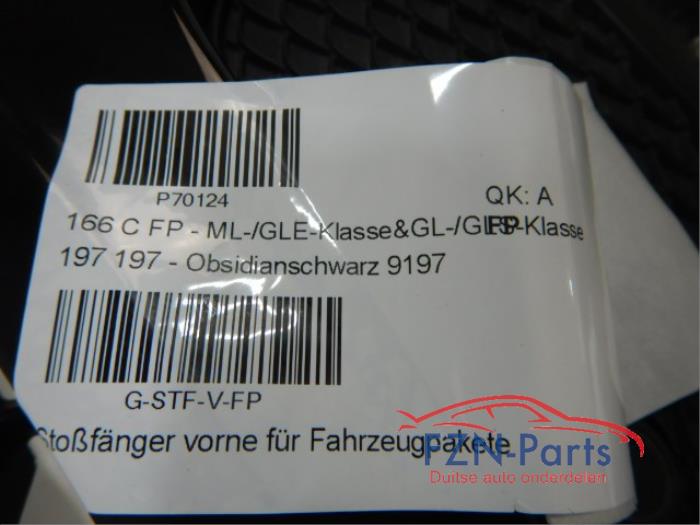 P70124
QK: A
166 C FP - ML-/GLE-Klasse&GL-/GLS-Klasse
FP
197 197 - Obsidianschwarz 9197
G-STF-V-FP
Stoßfänger vorne für Fahrzeugpakete
FZN-Parts
Duitse auto onderdelen